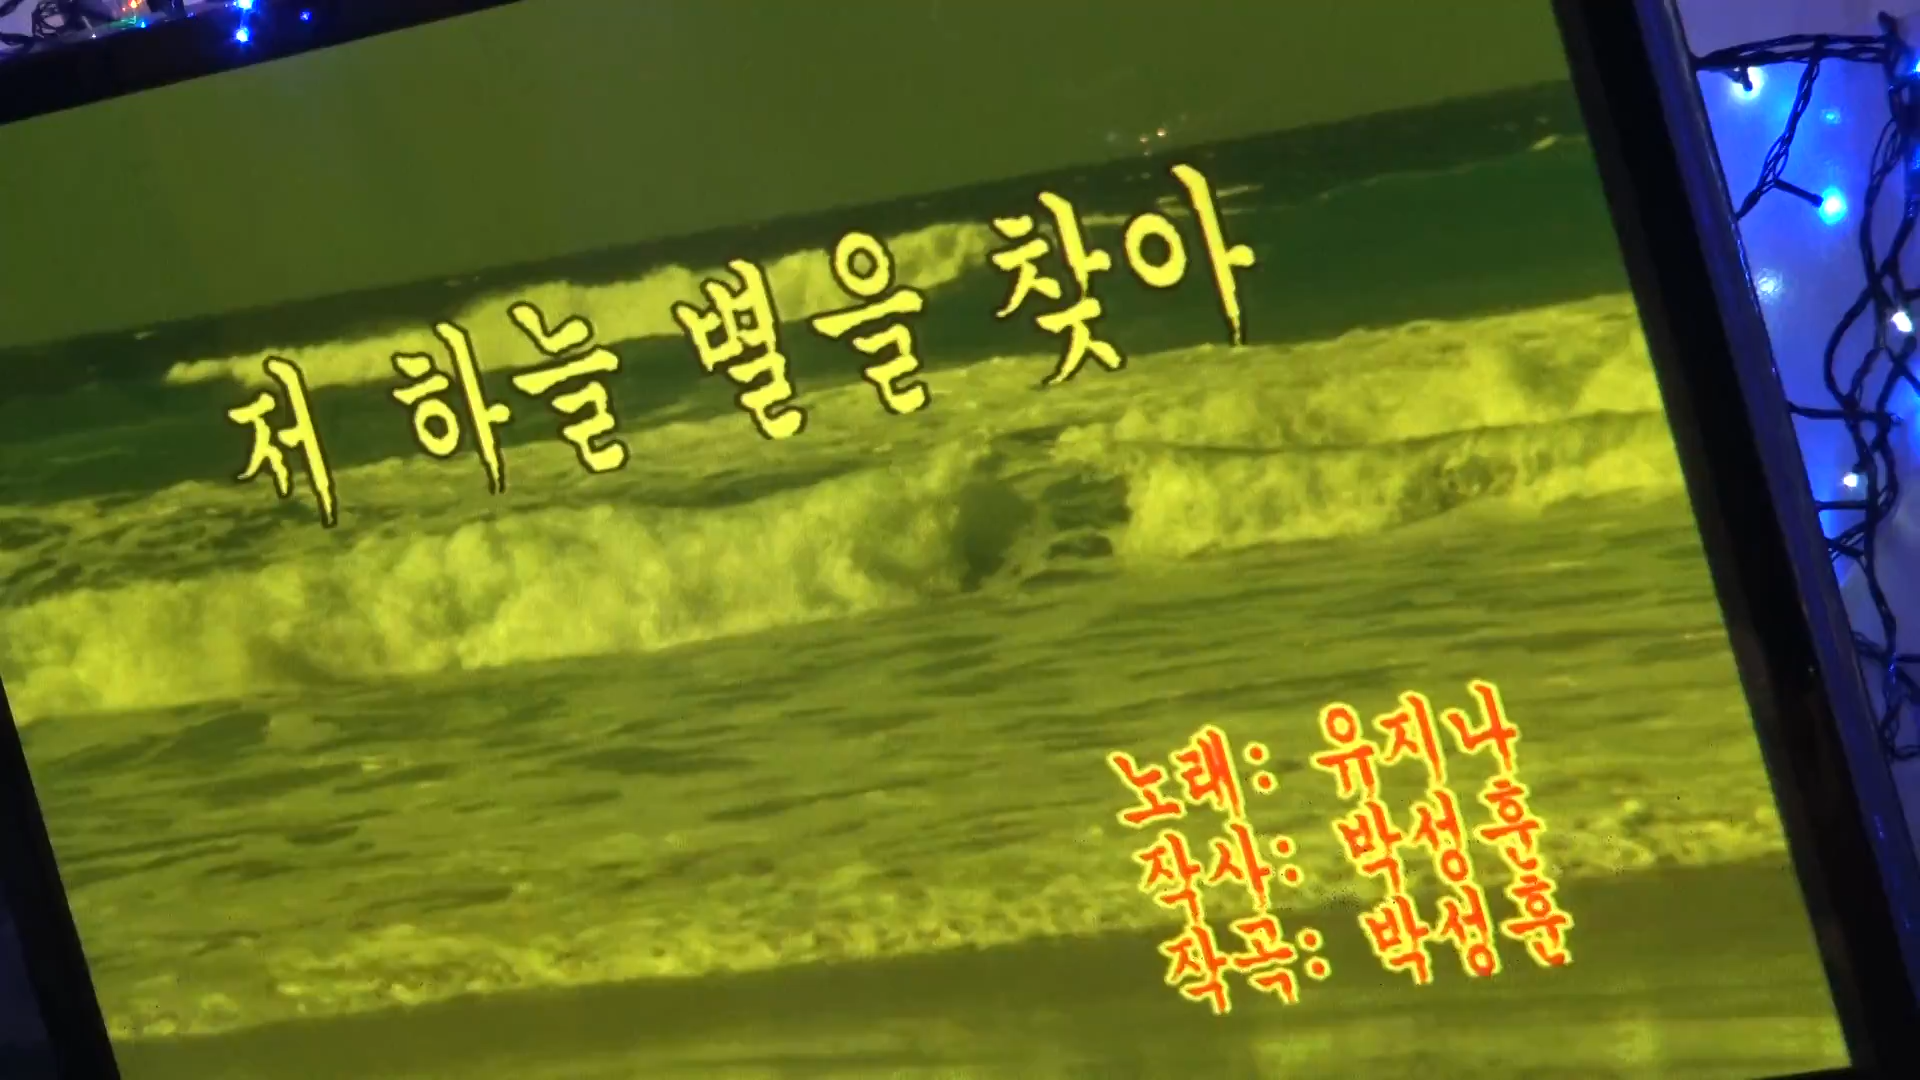 저 하늘 별을 찾아
노래: 유지나
작사: 박성훈
작곡: 박성훈